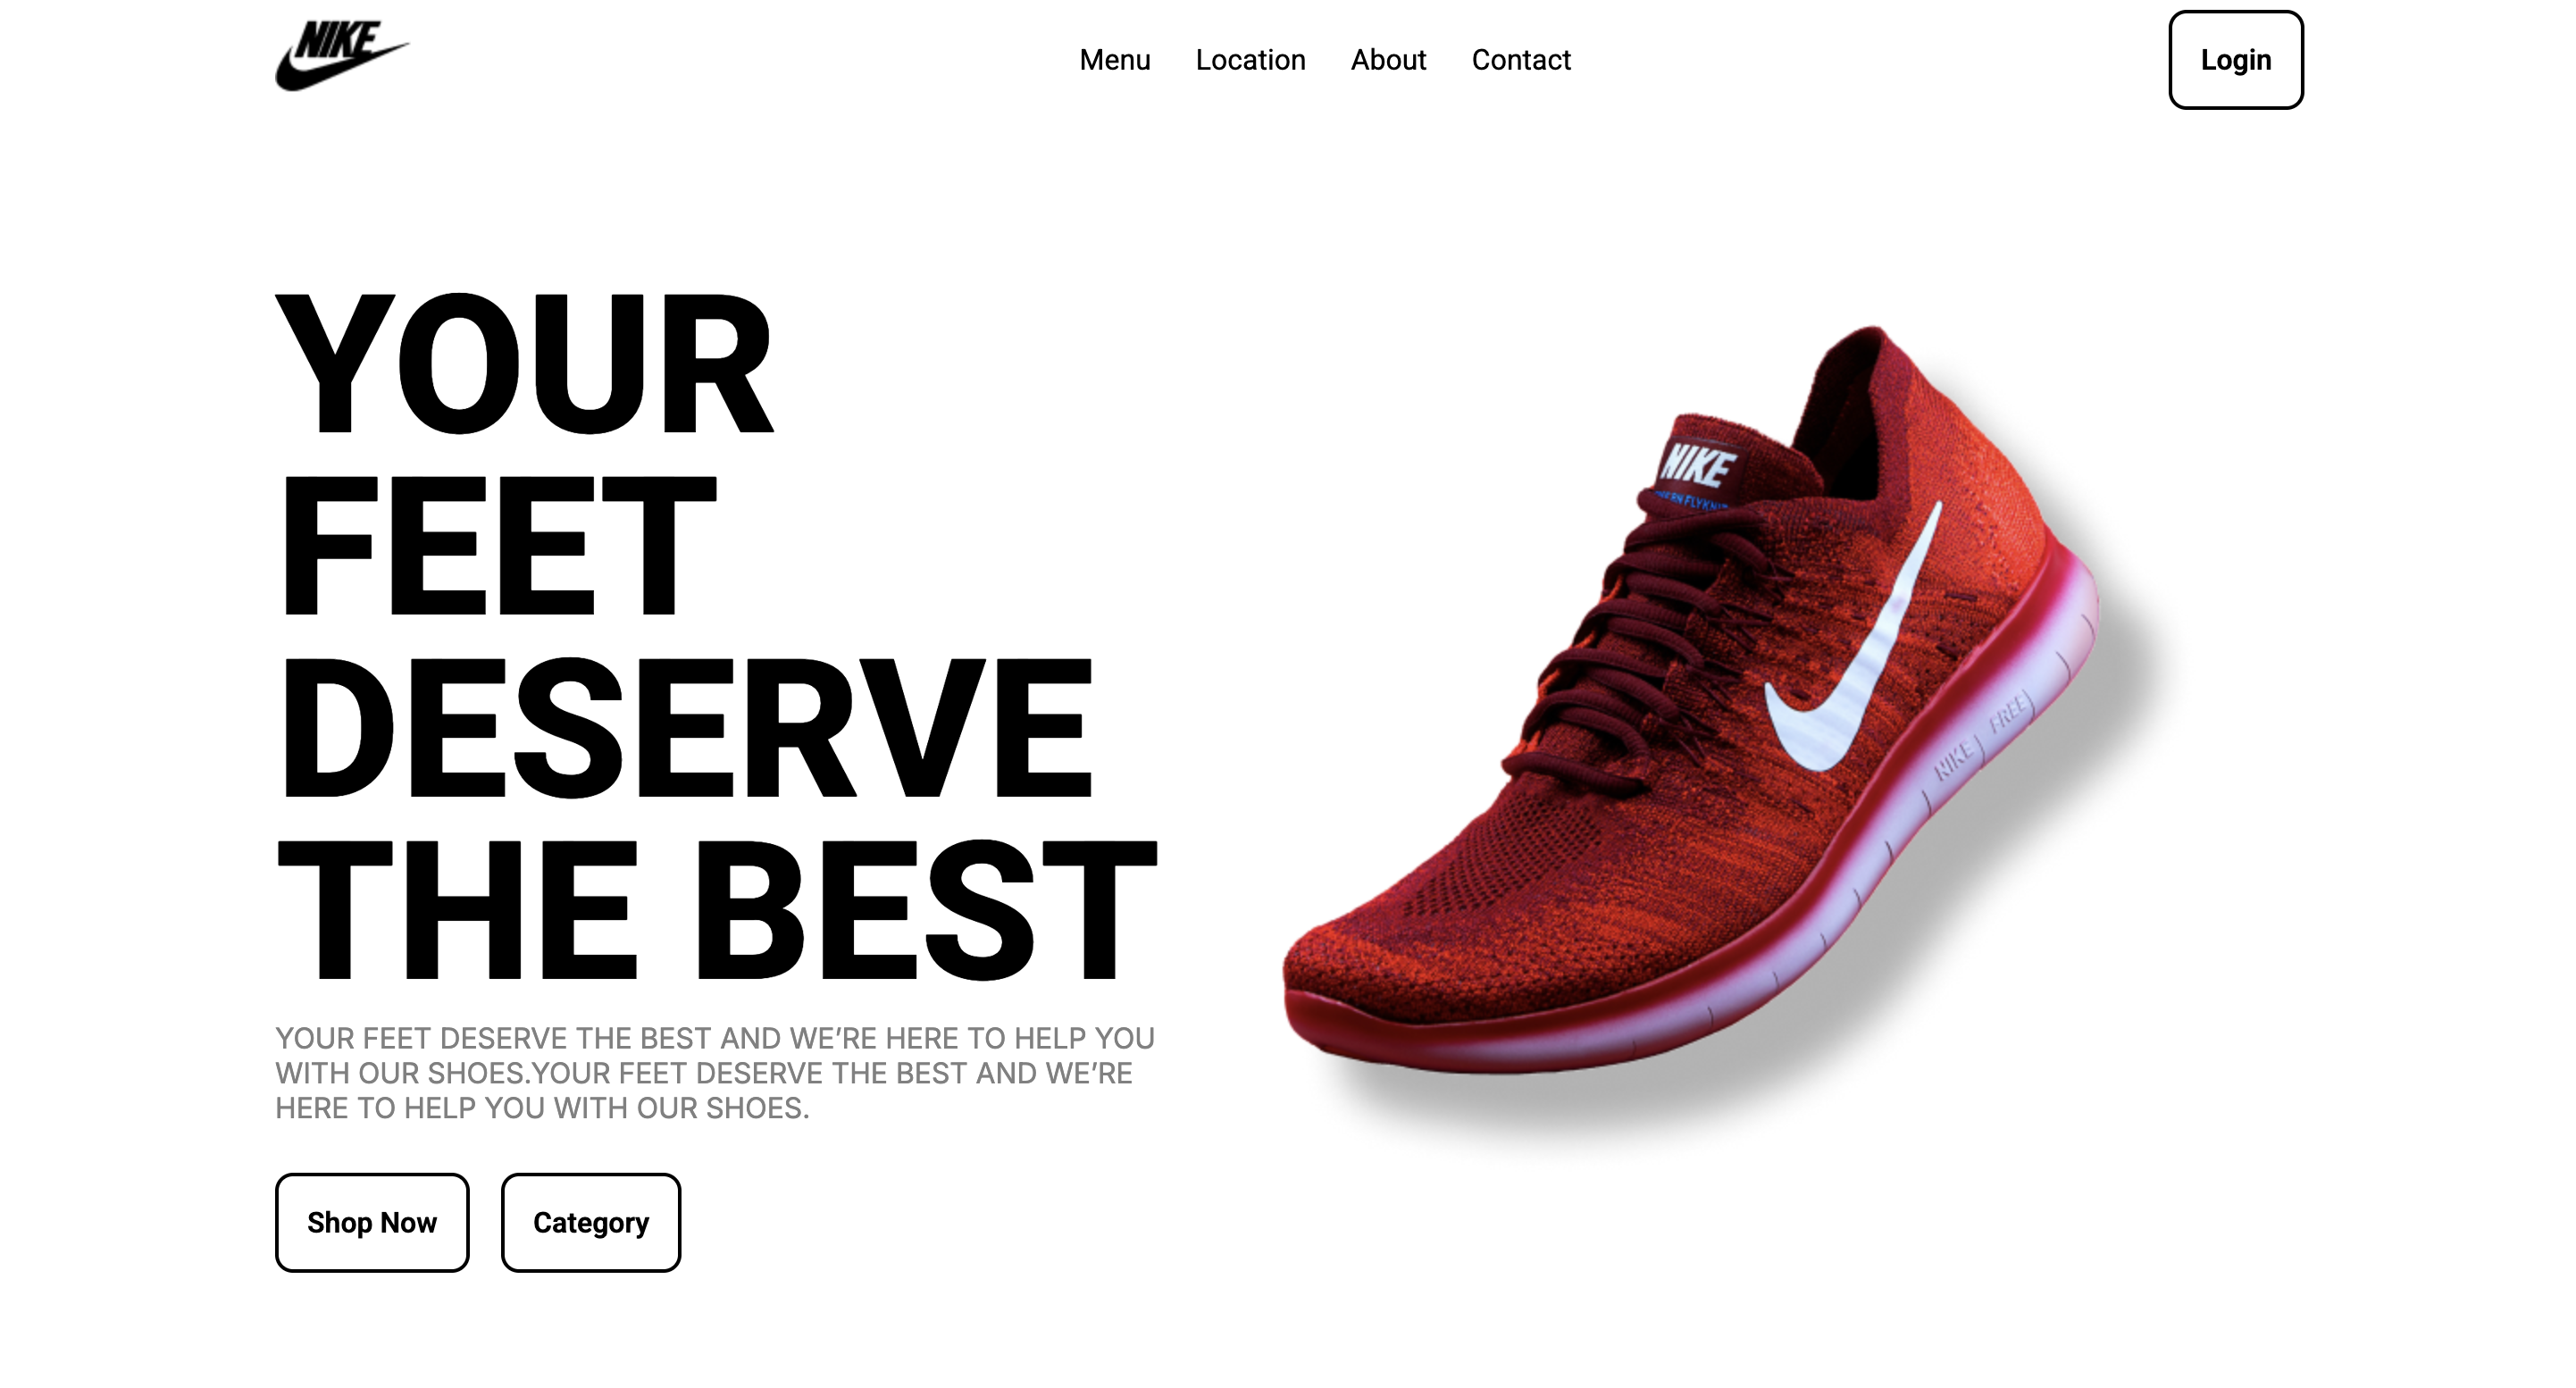 NIKE
Menu Location About Contact
Login
YOUR
FEET
DESERVE
THE BEST
NIKE
FLYKNIT
NIKE FREE
YOUR FEET DESERVE THE BEST AND WE’RE HERE TO HELP YOU
WITH OUR SHOES.YOUR FEET DESERVE THE BEST AND WE’RE
HERE TO HELP YOU WITH OUR SHOES.
Shop Now
Category